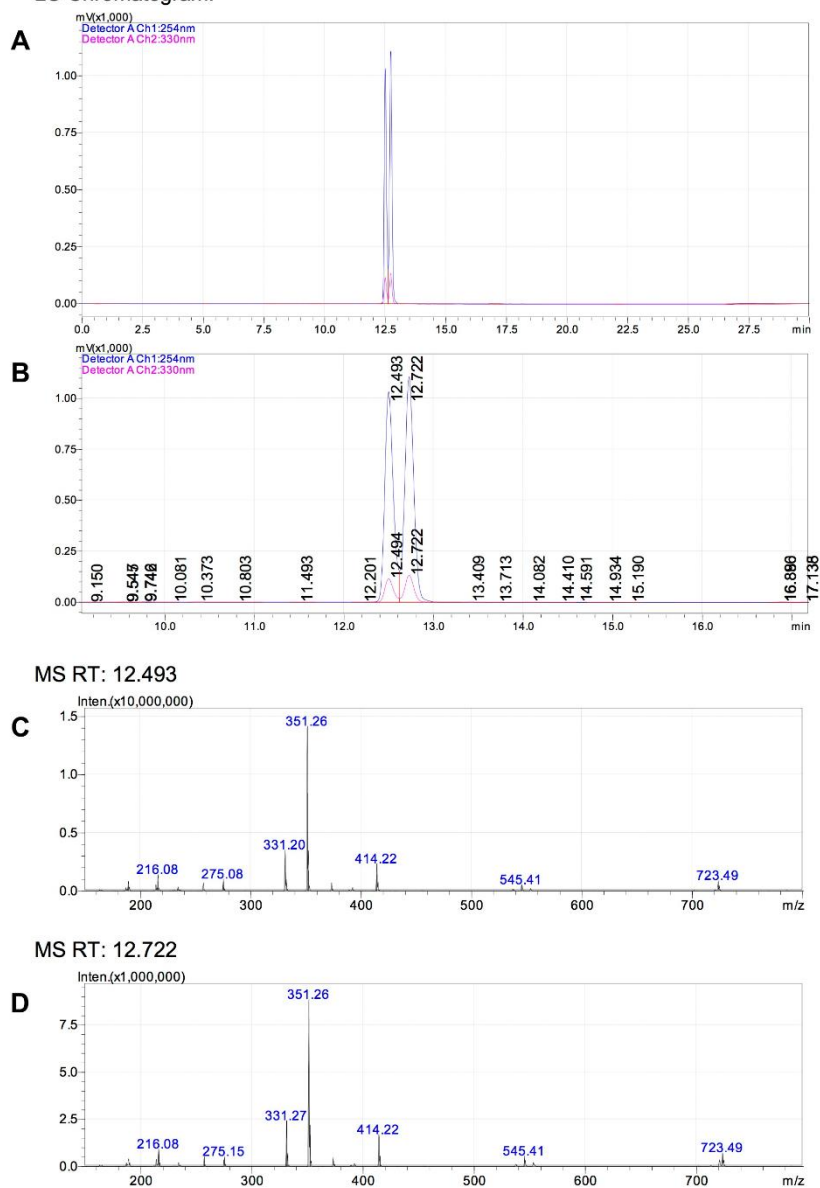 A
mV(x1,000)
Detector A Ch1:254nm
Detector A Ch2:330nm
1.00
0.75
0.50
0.25
0.00
0.0 2.5 5.0 7.5 10.0 12.5 15.0 17.5 20.0 22.5 25.0 27.5 min
B
mV(x1,000)
Detector A Ch1:254nm
Detector A Ch2:330nm
1.00
0.75
0.50
0.25
0.00
12.493
12.722
9.150
10.081
10.373
10.803
11.493
12.201
12.494
12.722
13.409
13.713
14.082
14.410
14.591
14.934
15.190
17.138
10.0 11.0 12.0 13.0 14.0 15.0 16.0 min
MS RT: 12.493
C
Inten.(x10,000,000)
1.5
1.0
0.5
0.0
351.26
331.20
414.22
216.08
275.08
545.41
723.49
200 300 400 500 600 700 m/z
MS RT: 12.722
D
Inten.(x1,000,000)
7.5
5.0
2.5
0.0
351.26
331.27
414.22
216.08
275.15
545.41
723.49
200 300 400 500 600 700 m/z